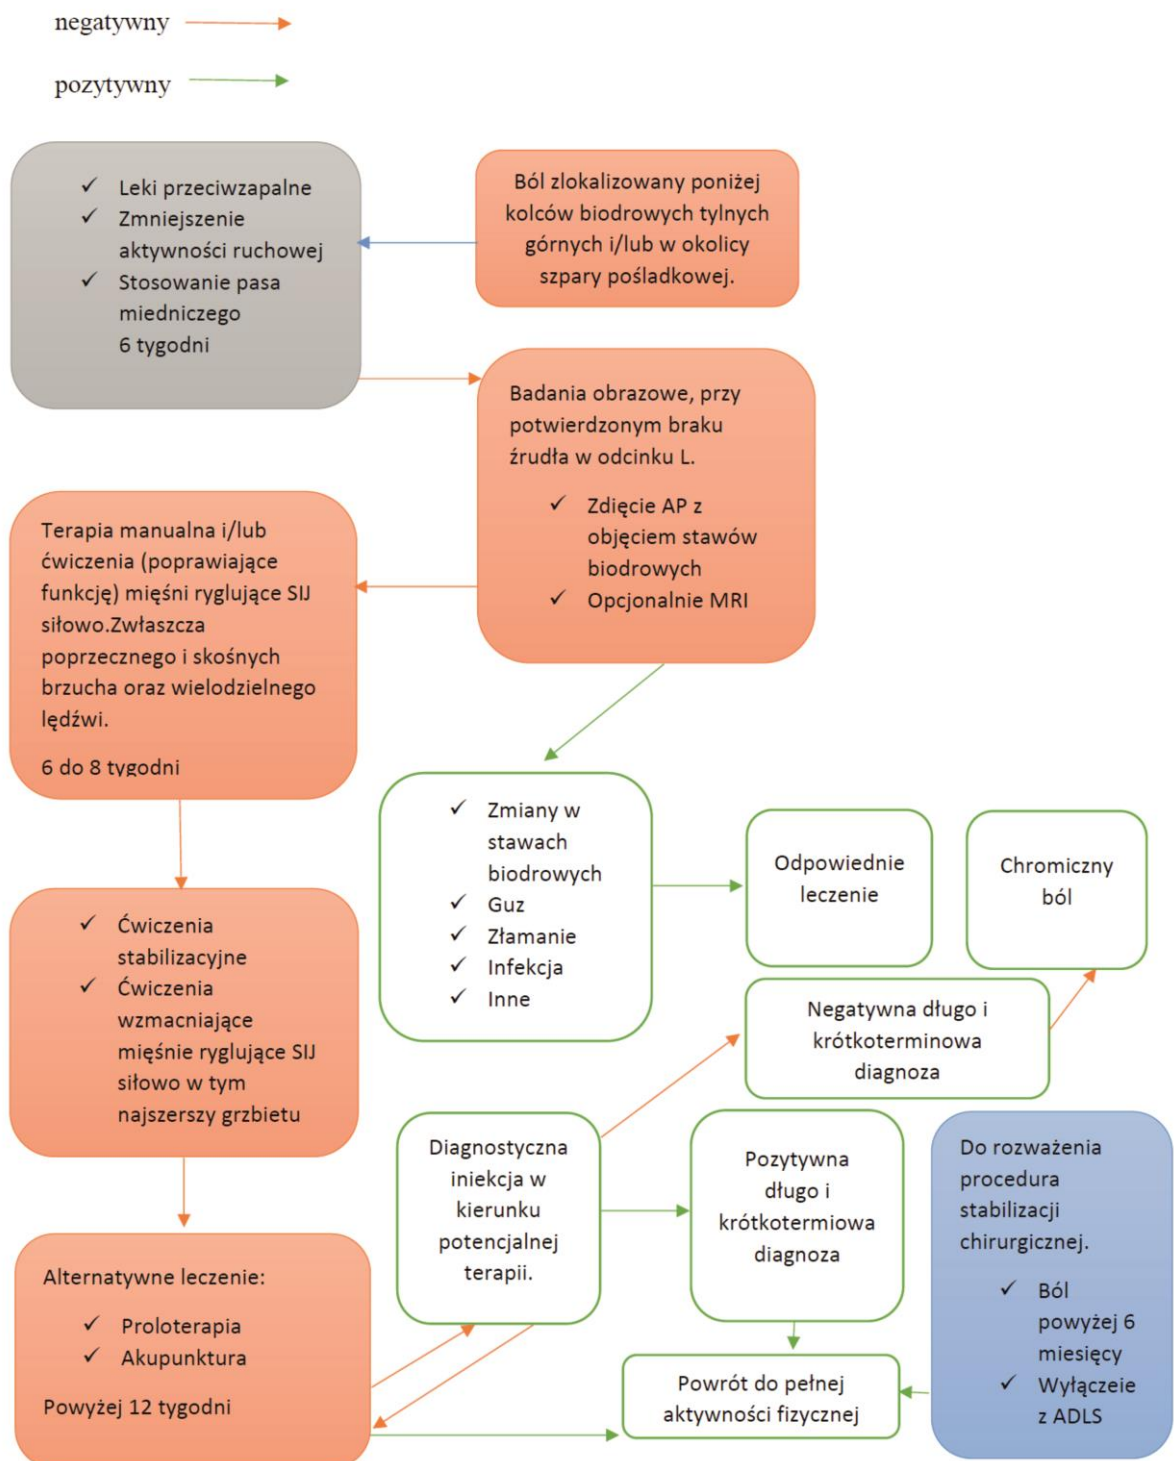 negatywny
pozytywny
✓ Leki przeciwzapalne
✓ Zmniejszenie
aktywności ruchowej
✓ Stosowanie pasa
miedniczego
6 tygodni
Ból zlokalizowany poniżej
kolców biodrowych tylnych
górnych i/lub w okolicy
szpary pośladkowej.
Badania obrazowe, przy
potwierdzonym braku
źrudła w odcinku L.
✓ Zdięcie AP z
objęciem stawów
biodrowych
✓ Opcjonalnie MRI
Terapia manualna i/lub
ćwiczenia (poprawiające
funkcję) mięśni ryglujące SIJ
siłowo.Zwłaszcza
poprzecznego i skośnych
brzucha oraz wielodzielnego
lędźwi.
6 do 8 tygodni
✓ Zmiany w
stawach
biodrowych
✓ Guz
✓ Złamanie
✓ Infekcja
✓ Inne
Odpowiednie
leczenie
Chromiczny
ból
✓ Ćwiczenia
stabilizacyjne
✓ Ćwiczenia
wzmacniające
mięśnie ryglujące SIJ
siłowo w tym
najszerszy grzbietu
Negatywna długo i
krótkoterminowa
diagnoza
Diagnostyczna
iniekcja w
kierunku
potencjalnej
terapii.
Pozytywna
długo i
krótkotermiowa
diagnoza
Do rozważenia
procedura
stabilizacji
chirurgicznej.
✓ Ból
powyżej 6
miesięcy
✓ Wyłączeie
z ADLS
Alternatywne leczenie:
✓ Proloterapia
✓ Akupunktura
Powyżej 12 tygodni
Powrót do pełnej
aktywności fizycznej